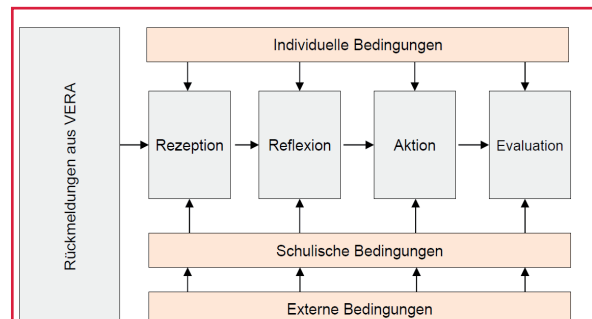 Rückmeldungen aus VERA
Individuelle Bedingungen
Rezeption
Reflexion
Aktion
Evaluation
Schulische Bedingungen
Externe Bedingungen